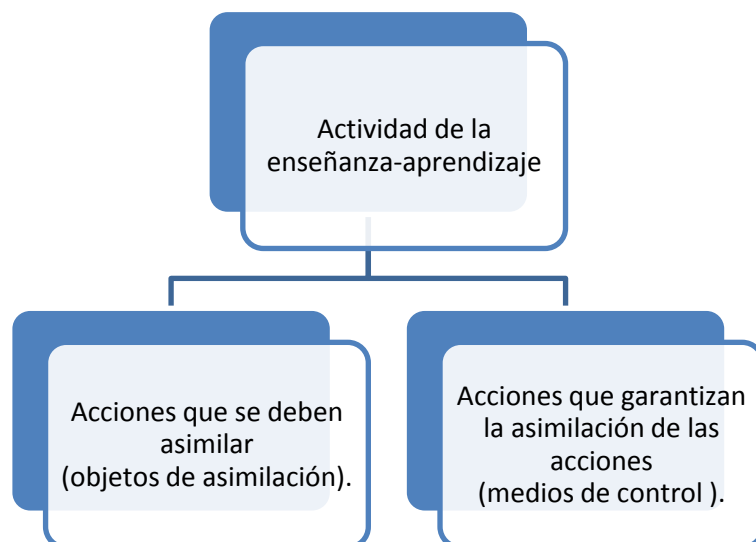 Actividad de la
enseñanza-aprendizaje
Acciones que se deben
asimilar
(objetos de asimilación).
Acciones que garantizan
la asimilación de las
acciones
(medios de control ).